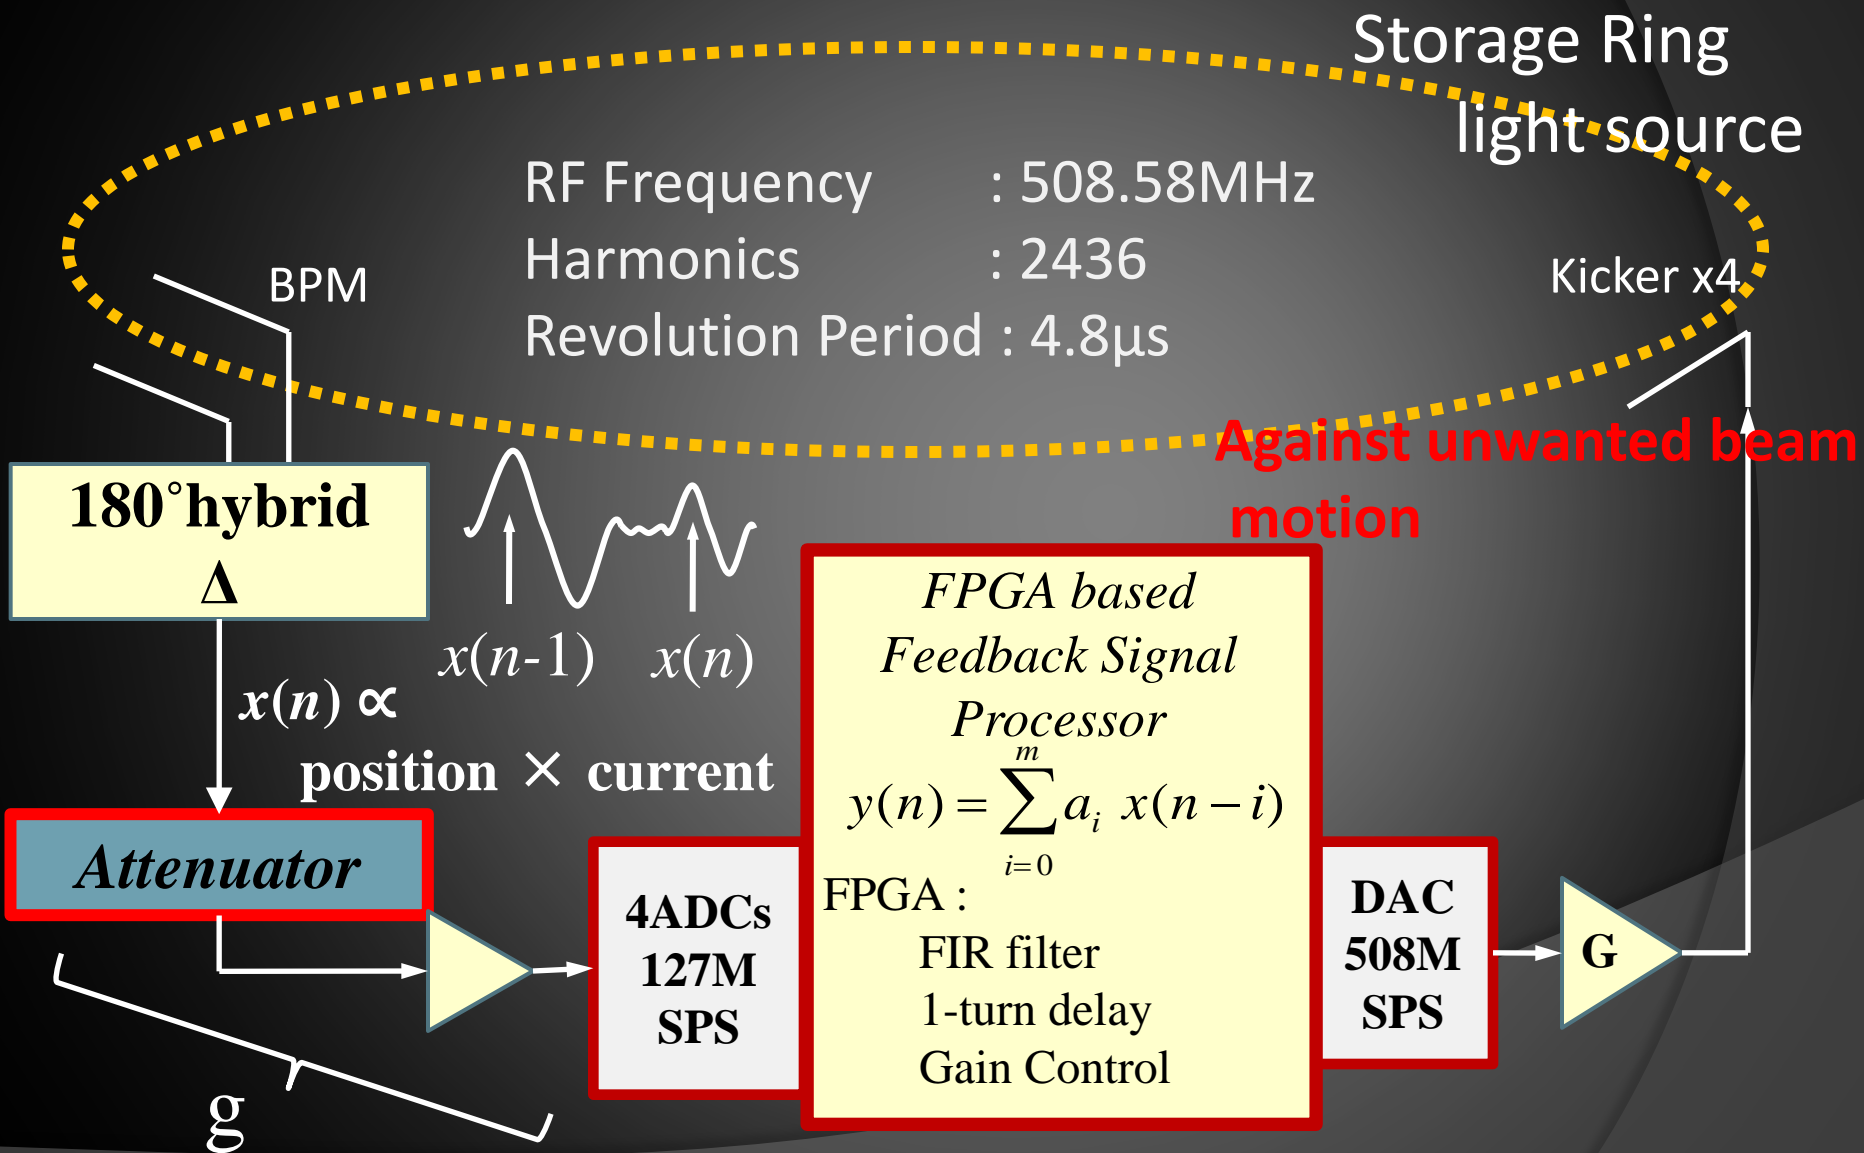 Storage Ring
light source
RF Frequency : 508.58MHz
Harmonics : 2436
Revolution Period : 4.8μs
BPM
Kicker x4
Against unwanted beam
motion
180°hybrid
Δ
x(n-1) x(n)
x(n) ∝
position × current
Attenuator
g
4ADCs
127M
SPS
FPGA based
Feedback Signal
Processor
y(n) = \sum_{i=0}^{m} a_i x(n − i)
FPGA :
FIR filter
1-turn delay
Gain Control
DAC
508M
SPS
G